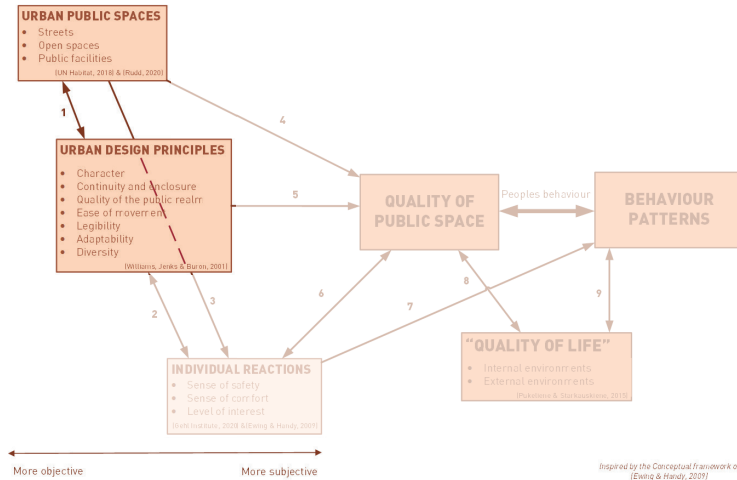 URBAN PUBLIC SPACES
• Streets
• Open spaces
• Public facilities
(UN Habitat, 2016) & (Rudd, 2020)
1
4
URBAN DESIGN PRINCIPLES
• Character
• Continuity and enclosure
• Quality of the public realm
• Ease of movement
• Legibility
• Adaptability
• Diversity
(Williams, Jenks & Buron, 2001)
5
QUALITY OF
PUBLIC SPACE
Peoples behaviour
BEHAVIOUR
PATTERNS
2
3
6
7
8
9
INDIVIDUAL REACTIONS
• Sense of safety
• Sense of comfort
• Level of interest
(Gehl Institute, 2020) & (Ewing & Handy, 2009)
“QUALITY OF LIFE”
• Internal environments
• External environments
More objective
More subjective
Inspired by the Conceptual framework o
(Ewing & Handy, 2009)